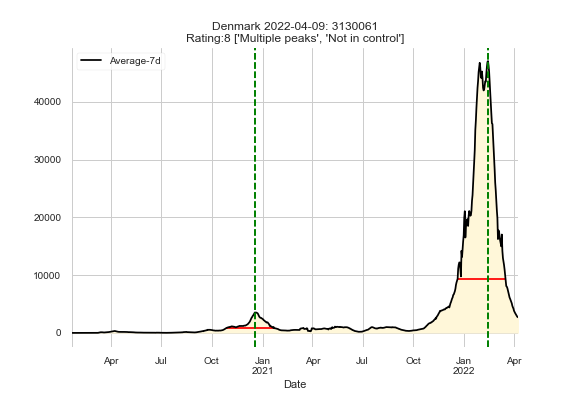 Denmark 2022-04-09: 3130061
Rating:8 ['Multiple peaks', 'Not in control']
Average-7d
40000
30000
20000
10000
0
Apr Jul Oct Jan Apr Jul Oct Jan Apr
2021 2022
Date